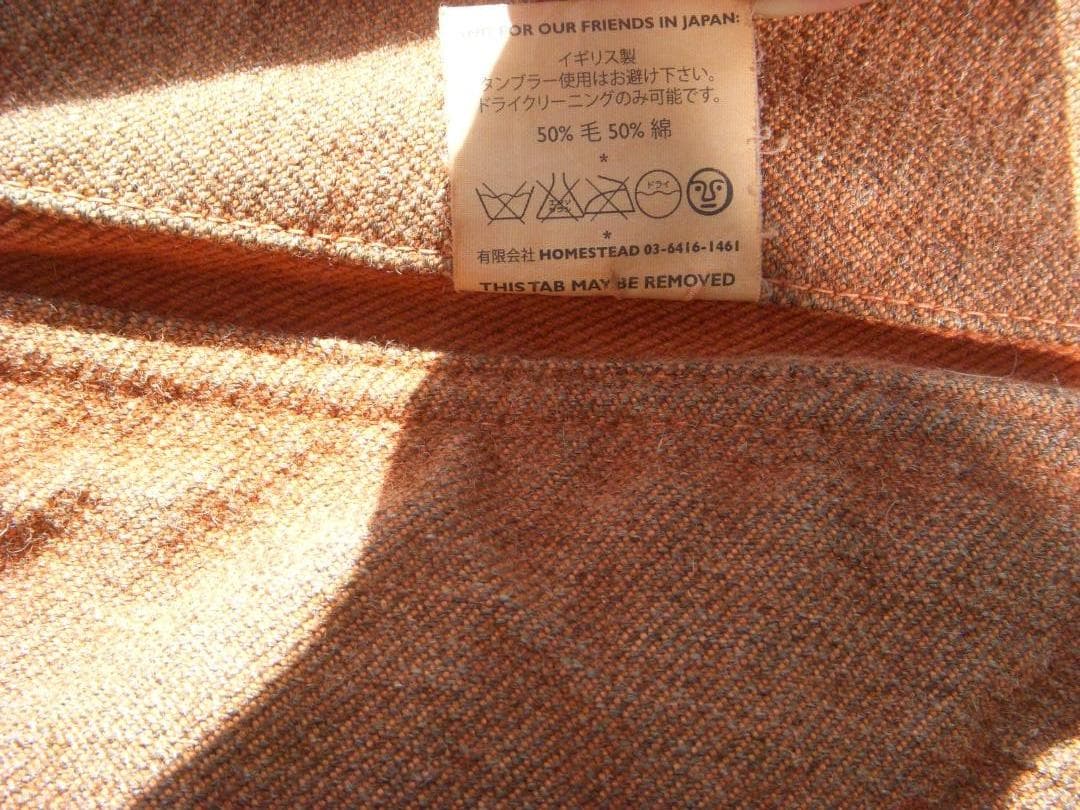 FOR OUR FRIENDS IN JAPAN:
イギリス製
タンブラー使用はお避け下さい。
ドライクリーニングのみ可能です。
50% 毛 50% 綿
*
ドライ
*
有限会社 HOMESTEAD 03-6416-1461
THIS TAB MAY BE REMOVED